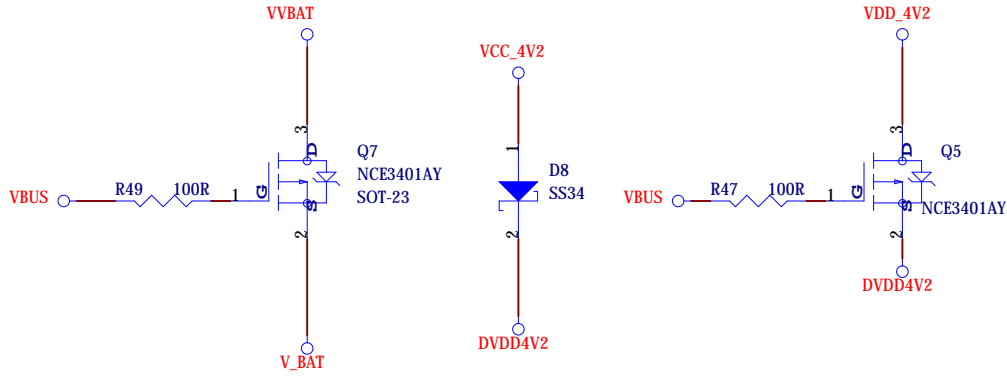 VVBAT
3
D
Q7
NCE3401AY
SOT-23
VBUS
R49
100R
1
G
S
2
V_BAT
VCC_4V2
1
D8
SS34
2
DVDD4V2
VDD_4V2
3
D
Q5
NCE3401AY
VBUS
R47
100R
1
G
S
2
DVDD4V2